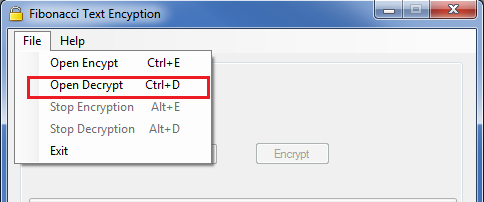 Fibonacci Text Encyption
File Help
Open Encypt Ctrl+E
Open Decrypt Ctrl+D
Stop Encryption Alt+E
Stop Decryption Alt+D
Exit
Encrypt